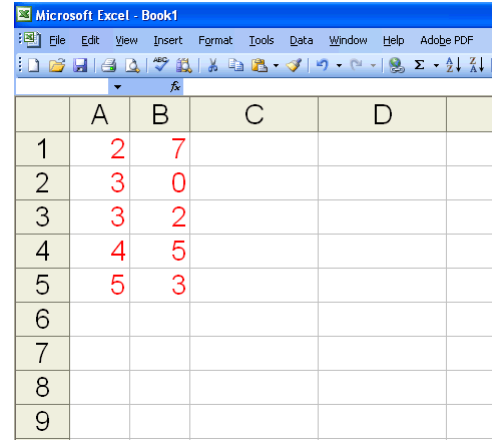 Microsoft Excel - Book1
File Edit View Insert Format Tools Data Window Help Adobe PDF
fx
A B C D
1 2 7
2 3 0
3 3 2
4 4 5
5 5 3
6
7
8
9